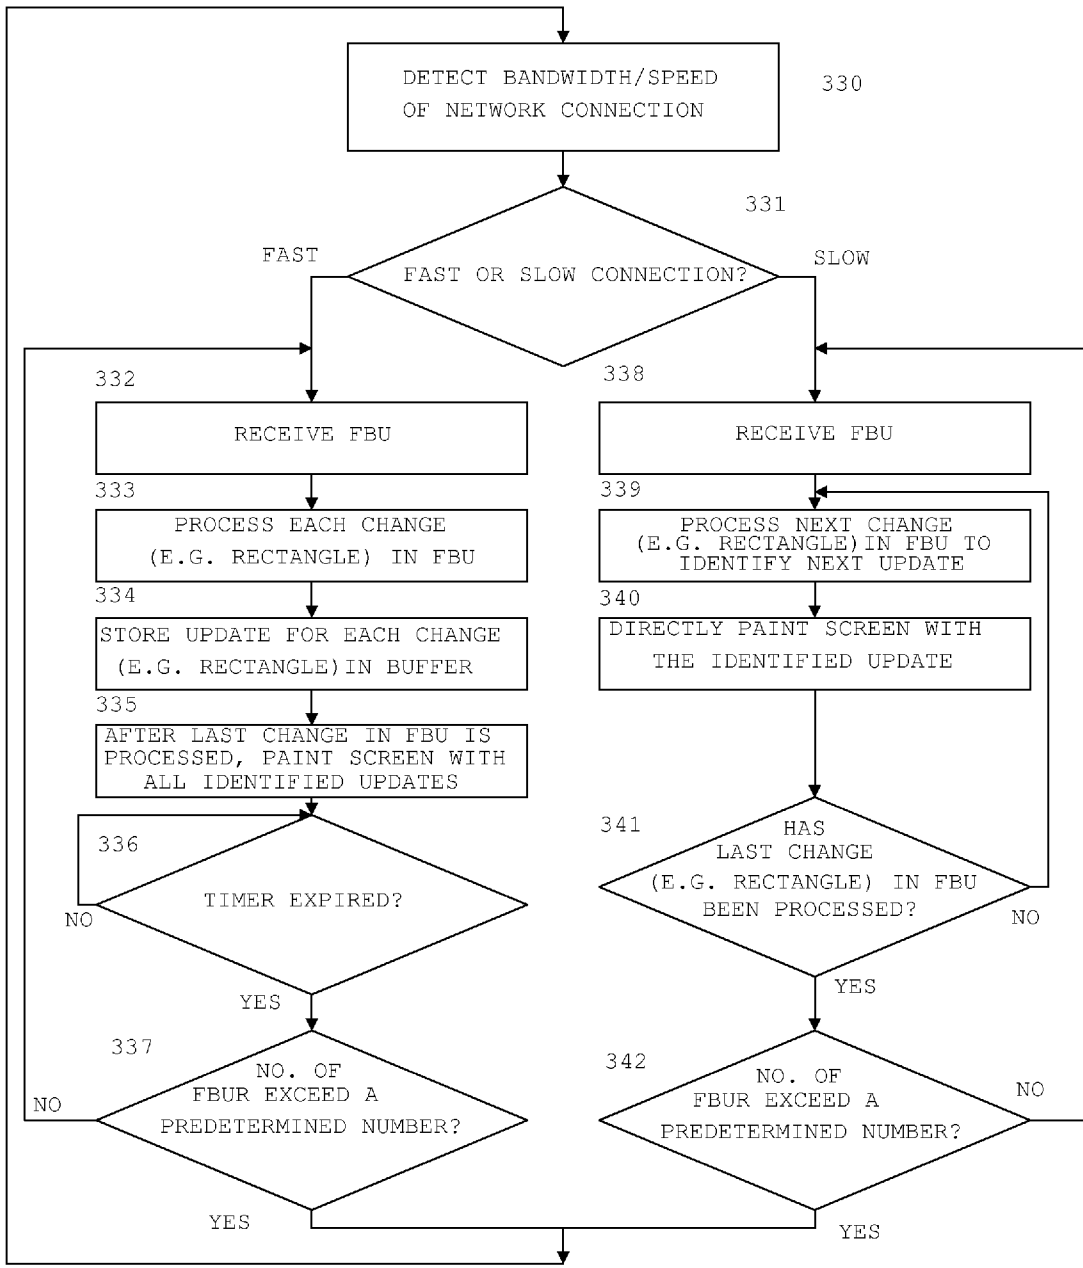 DETECT BANDWIDTH/SPEED
OF NETWORK CONNECTION
330
331
FAST
FAST OR SLOW CONNECTION?
SLOW
332
RECEIVE FBU
333
PROCESS EACH CHANGE
(E.G. RECTANGLE) IN FBU
334
STORE UPDATE FOR EACH CHANGE
(E.G. RECTANGLE)IN BUFFER
335
AFTER LAST CHANGE IN FBU IS
PROCESSED, PAINT SCREEN WITH
ALL IDENTIFIED UPDATES
336
TIMER EXPIRED?
NO
YES
337
NO. OF
FBUR EXCEED A
PREDETERMINED NUMBER?
NO
YES
338
RECEIVE FBU
339
PROCESS NEXT CHANGE
(E.G. RECTANGLE)IN FBU TO
IDENTIFY NEXT UPDATE
340
DIRECTLY PAINT SCREEN WITH
THE IDENTIFIED UPDATE
341
HAS
LAST CHANGE
(E.G. RECTANGLE) IN FBU
BEEN PROCESSED?
NO
YES
342
NO. OF
FBUR EXCEED A
PREDETERMINED NUMBER?
NO
YES